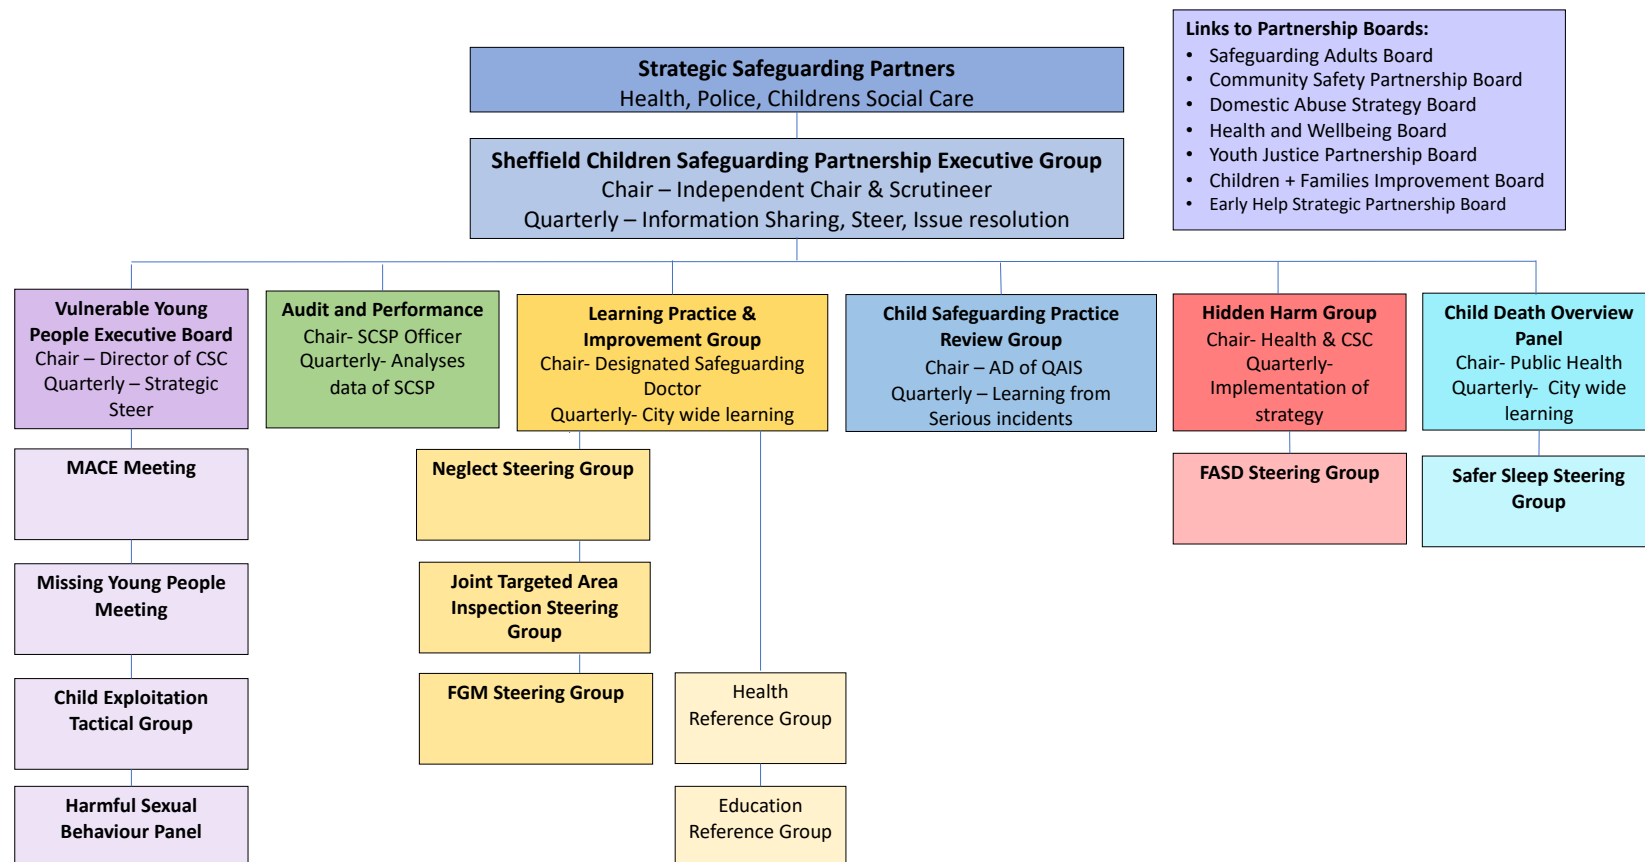 Strategic Safeguarding Partners
Health, Police, Childrens Social Care
Links to Partnership Boards:
• Safeguarding Adults Board
• Community Safety Partnership Board
• Domestic Abuse Strategy Board
• Health and Wellbeing Board
• Youth Justice Partnership Board
• Children + Families Improvement Board
• Early Help Strategic Partnership Board
Sheffield Children Safeguarding Partnership Executive Group
Chair – Independent Chair & Scrutineer
Quarterly – Information Sharing, Steer, Issue resolution
Vulnerable Young
People Executive Board
Chair – Director of CSC
Quarterly – Strategic
Steer
Audit and Performance
Chair- SCSP Officer
Quarterly- Analyses
data of SCSP
Learning Practice &
Improvement Group
Chair- Designated Safeguarding
Doctor
Quarterly- City wide learning
Child Safeguarding Practice
Review Group
Chair – AD of QAIS
Quarterly – Learning from
Serious incidents
Hidden Harm Group
Chair- Health & CSC
Quarterly-
Implementation of
strategy
Child Death Overview
Panel
Chair- Public Health
Quarterly- City wide
learning
MACE Meeting
Missing Young People
Meeting
Child Exploitation
Tactical Group
Harmful Sexual
Behaviour Panel
Neglect Steering Group
Joint Targeted Area
Inspection Steering
Group
FGM Steering Group
Health
Reference Group
Education
Reference Group
FASD Steering Group
Safer Sleep Steering
Group